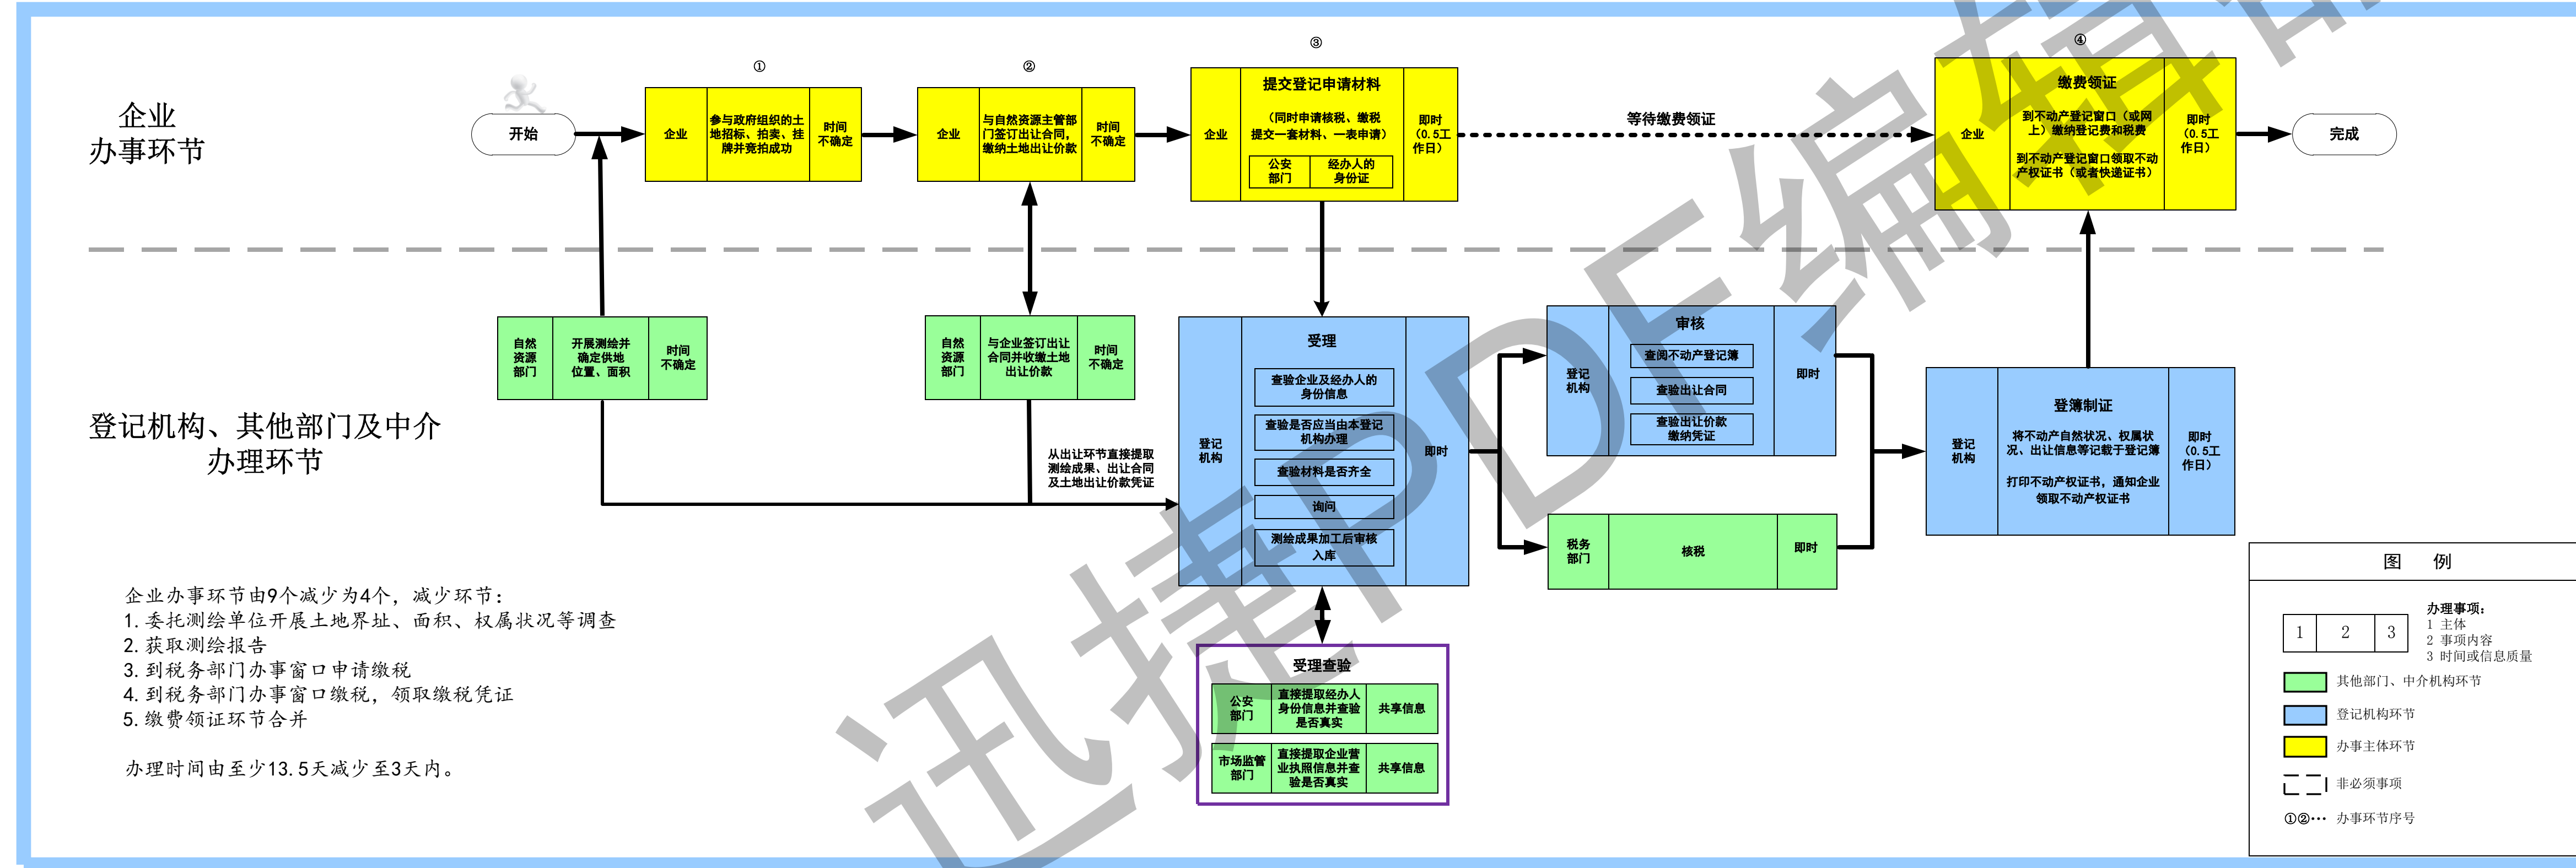 ①
②
③
④
企业
办事环节
开始
企业
参与政府组织的土
地招标、拍卖、挂
牌并竞拍成功
时间
不确定
企业
与自然资源主管部
门签订出让合同，
缴纳土地出让价款
时间
不确定
企业
提交登记申请材料
（同时申请核税、缴税
提交一套材料、一表申请）
公安
部门
经办人的
身份证
即时
（0.5工
作日）
等待缴费领证
企业
缴费领证
到不动产登记窗口（或网
上）缴纳登记费和税费
到不动产登记窗口领取不动
产权证书（或者快递证书）
即时
（0.5工
作日）
完成
登记机构、其他部门及中介
办理环节
自然
资源
部门
开展测绘并
确定供地
位置、面积
时间
不确定
自然
资源
部门
与企业签订出让
合同并收缴土地
出让价款
时间
不确定
从出让环节直接提取
测绘成果、出让合同
及土地出让价款凭证
登记
机构
受理
查验企业及经办人的
身份信息
查验是否应当由本登记
机构办理
查验材料是否齐全
询问
测绘成果加工后审核
入库
即时
登记
机构
审核
查阅不动产登记簿
查验出让合同
查验出让价款
缴纳凭证
即时
税务
部门
核税
即时
登记
机构
登簿制证
将不动产自然状况、权属状
况、出让信息等记载于登记簿
打印不动产权证书，通知企业
领取不动产权证书
即时
（0.5工
作日）
受理查验
公安
部门
直接提取经办人
身份信息并查验
是否真实
共享信息
市场监管
部门
直接提取企业营
业执照信息并查
验是否真实
共享信息
企业办事环节由9个减少为4个，减少环节：
1.委托测绘单位开展土地界址、面积、权属状况等调查
2.获取测绘报告
3.到税务部门办事窗口申请缴税
4.到税务部门办事窗口缴税，领取缴税凭证
5.缴费领证环节合并
办理时间由至少13.5天减少至3天内。
图 例
1 2 3
办理事项：
1 主体
2 事项内容
3 时间或信息质量
其他部门、中介机构环节
登记机构环节
办事主体环节
非必须事项
①②… 办事环节序号
迅捷PDF编辑器